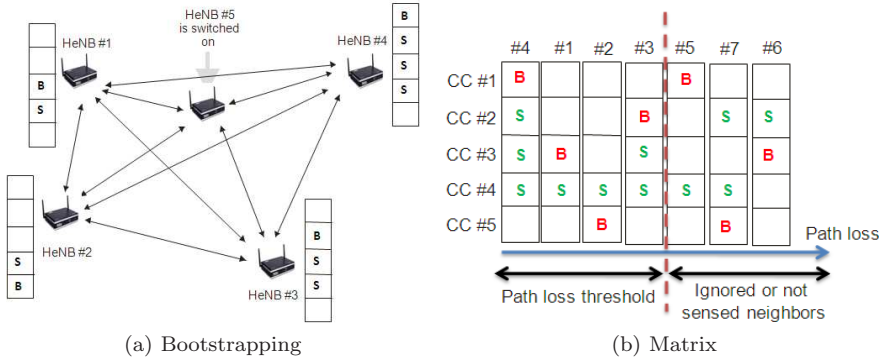 HeNB #5
is switched
on
HeNB #1
HeNB #4
B
S
B
S
S
S
HeNB #2
S
B
HeNB #3
B
S
S
(a) Bootstrapping
#4 #1 #2 #3 #5 #7 #6
CC #1 B B
CC #2 S B S S
CC #3 S B S B
CC #4 S S S S S S
CC #5 B B
Path loss
Path loss threshold
Ignored or not
sensed neighbors
(b) Matrix